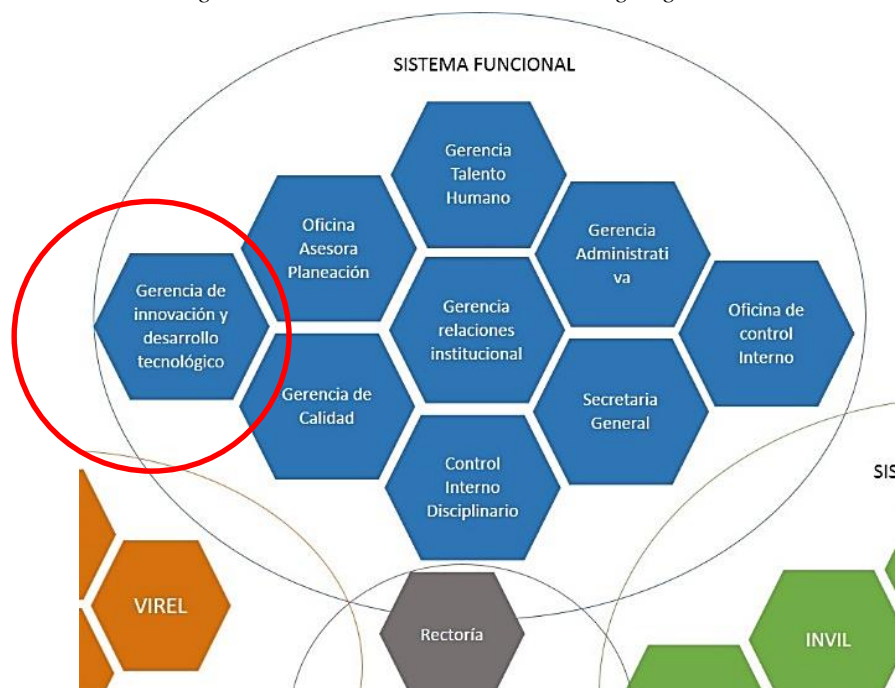 SISTEMA FUNCIONAL
Gerencia
Talento
Humano
Oficina
Asesora
Planeación
Gerencia
Administrati
va
Gerencia de
innovación y
desarrollo
tecnológico
Gerencia
relaciones
institucional
Oficina de
control
Interno
Gerencia de
Calidad
Secretaria
General
Control
Interno
Disciplinario
SIS
VIREL
Rectoría
INVIL